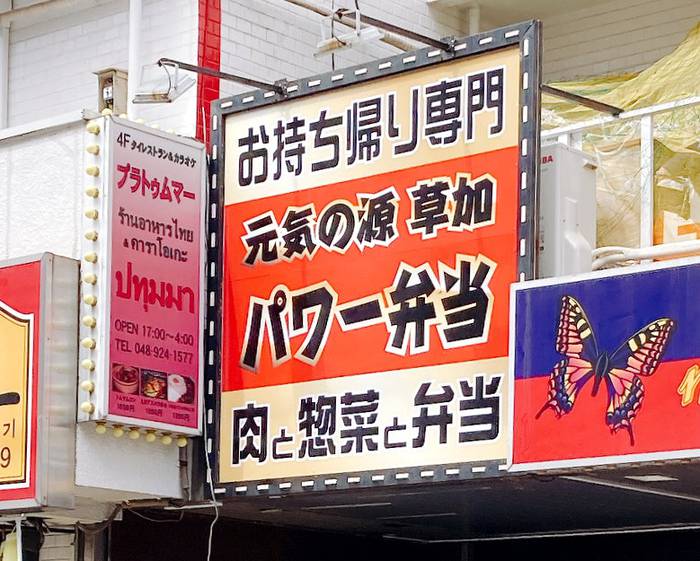 4F タイレストラン&カラオケ
プラトゥムマー
ร้านอาหารไทย
& คาราโอเกะ
ปทุมมา
OPEN 17:00〜4:00
TEL 048-924-1577
お持ち帰り専門
元気の源 草加
パワー弁当
肉と惣菜と弁当
기
9